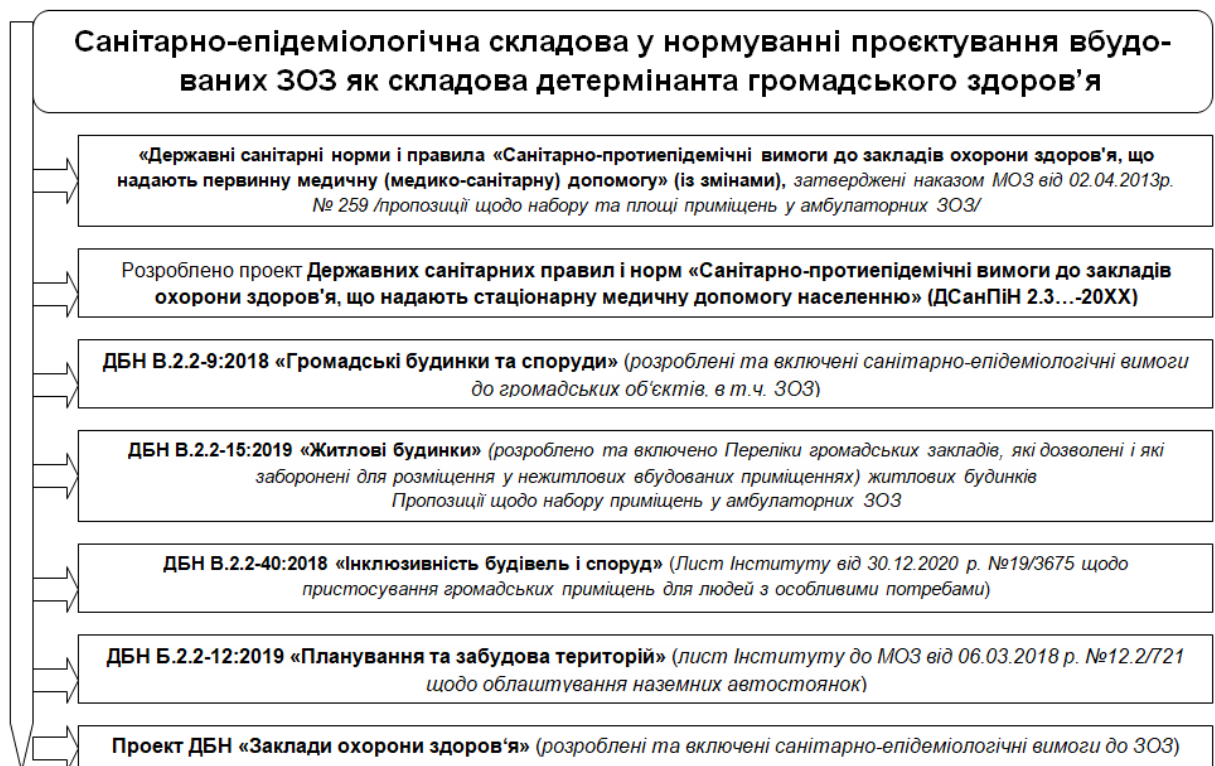 Санітарно-епідеміологічна складова у нормуванні проєктування вбудо-
ваних ЗОЗ як складова детермінанта громадського здоров’я
«Державні санітарні норми і правила «Санітарно-протиепідемічні вимоги до закладів охорони здоров'я, що
надають первинну медичну (медико-санітарну) допомогу» (із змінами), затверджені наказом МОЗ від 02.04.2013р.
№ 259 /пропозиції щодо набору та площі приміщень у амбулаторних ЗОЗ/
Розроблено проект Державних санітарних правил і норм «Санітарно-протиепідемічні вимоги до закладів
охорони здоров'я, що надають стаціонарну медичну допомогу населенню» (ДСанПіН 2.3…-20ХХ)
ДБН В.2.2-9:2018 «Громадські будинки та споруди» (розроблені та включені санітарно-епідеміологічні вимоги
до громадських об‘єктів, в т.ч. ЗОЗ)
ДБН В.2.2-15:2019 «Житлові будинки» (розроблено та включено Переліки громадських закладів, які дозволені і які
заборонені для розміщення у нежитлових вбудованих приміщеннях) житлових будинків
Пропозиції щодо набору приміщень у амбулаторних ЗОЗ
ДБН В.2.2-40:2018 «Інклюзивність будівель і споруд» (Лист Інституту від 30.12.2020 р. №19/3675 щодо
пристосування громадських приміщень для людей з особливими потребами)
ДБН Б.2.2-12:2019 «Планування та забудова територій» (лист Інституту до МОЗ від 06.03.2018 р. №12.2/721
щодо облаштування наземних автостоянок)
Проект ДБН «Заклади охорони здоров‘я» (розроблені та включені санітарно-епідеміологічні вимоги до ЗОЗ)